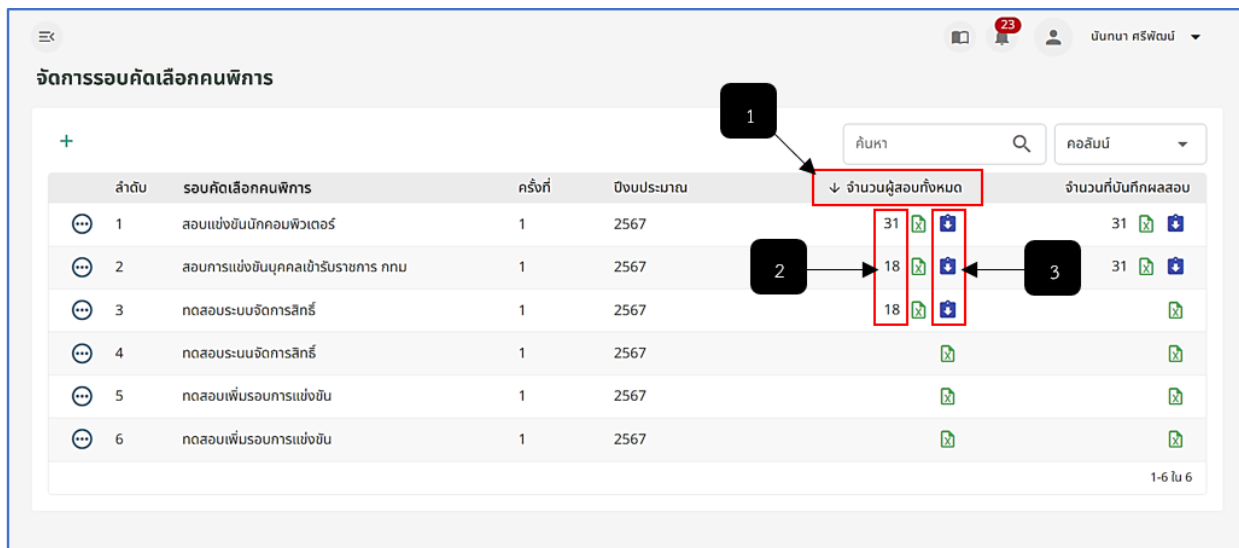 23
นันทนา ศรีพัฒน์
จัดการรอบคัดเลือกคนพิการ
1
+
ค้นหา
คอลัมน์
ลำดับ รอบคัดเลือกคนพิการ ครั้งที่ ปีงบประมาณ ↓ จำนวนผู้สอบทั้งหมด จำนวนที่บันทึกผลสอบ
1 สอบแข่งขันนักคอมพิวเตอร์ 1 2567 31 31
2 สอบการแข่งขันบุคคลเข้ารับราชการ กทม 1 2567 18 31
2
3
3 ทดสอบระบบจัดการสิทธิ์ 1 2567 18
4 ทดสอบระนนจัดการสิทธิ์ 1 2567
5 ทดสอบเพิ่มรอบการแข่งขัน 1 2567
6 ทดสอบเพิ่มรอบการแข่งขัน 1 2567
1-6 ใน 6